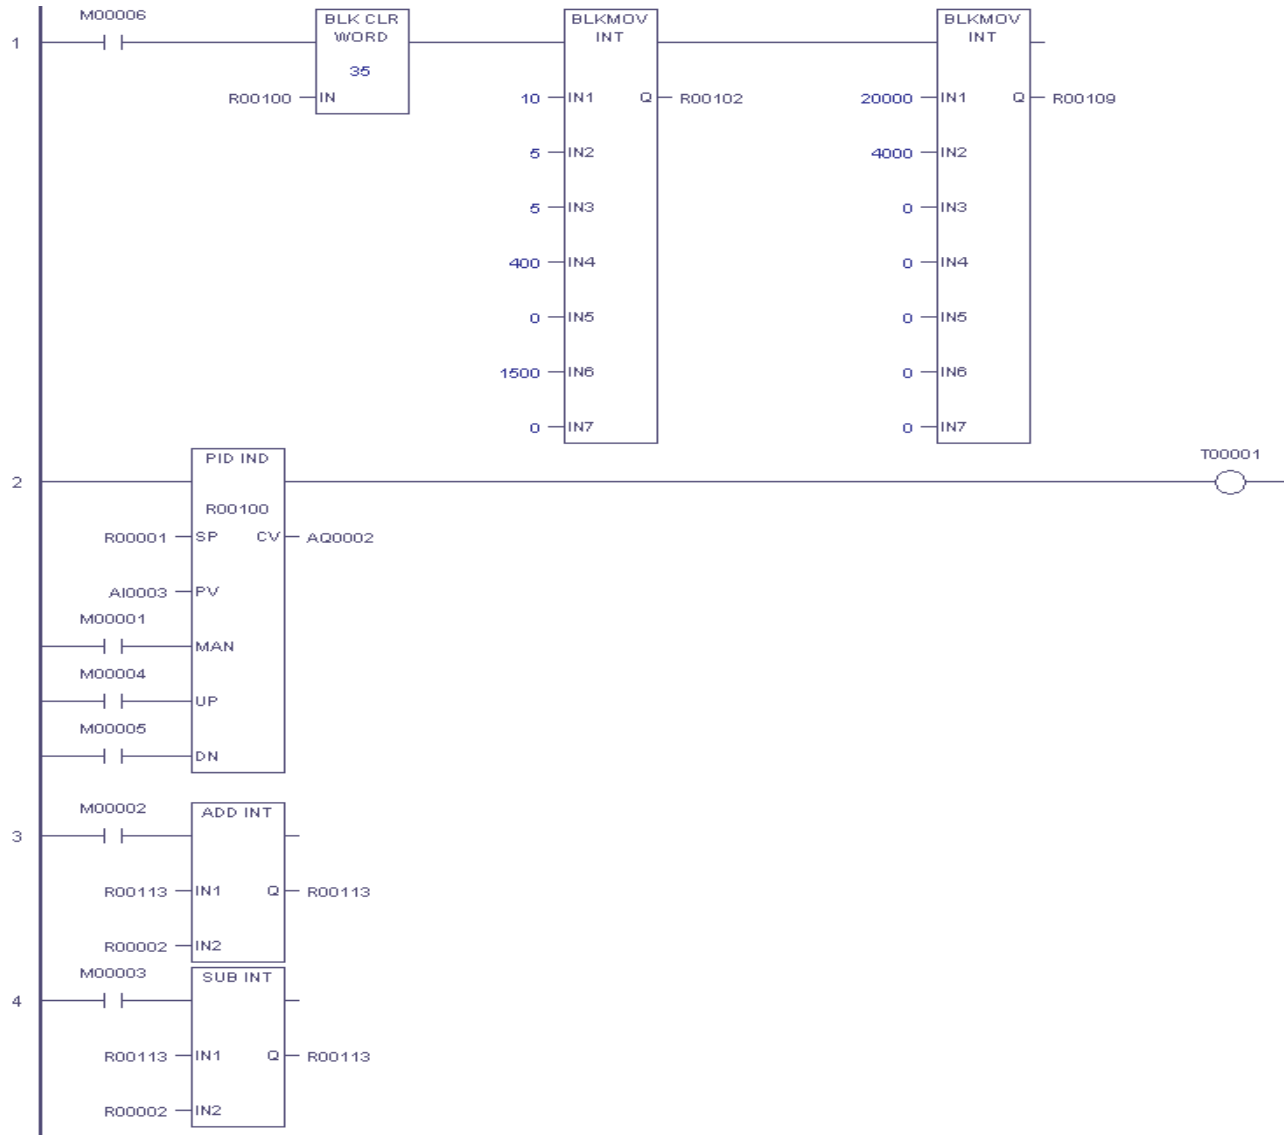 M00006
1
BLK CLR
WORD
35
R00100 IN
BLKMOV
INT
10 IN1 Q R00102
5 IN2
5 IN3
400 IN4
0 IN5
1500 IN6
0 IN7
BLKMOV
INT
20000 IN1 Q R00109
4000 IN2
0 IN3
0 IN4
0 IN5
0 IN6
0 IN7
2
PID IND
T00001
R00100
R00001 SP CV AQ0002
AI0003 PV
M00001
MAN
M00004
UP
M00005
DN
M00002
3
ADD INT
R00113 IN1 Q R00113
R00002 IN2
M00003
4
SUB INT
R00113 IN1 Q R00113
R00002 IN2